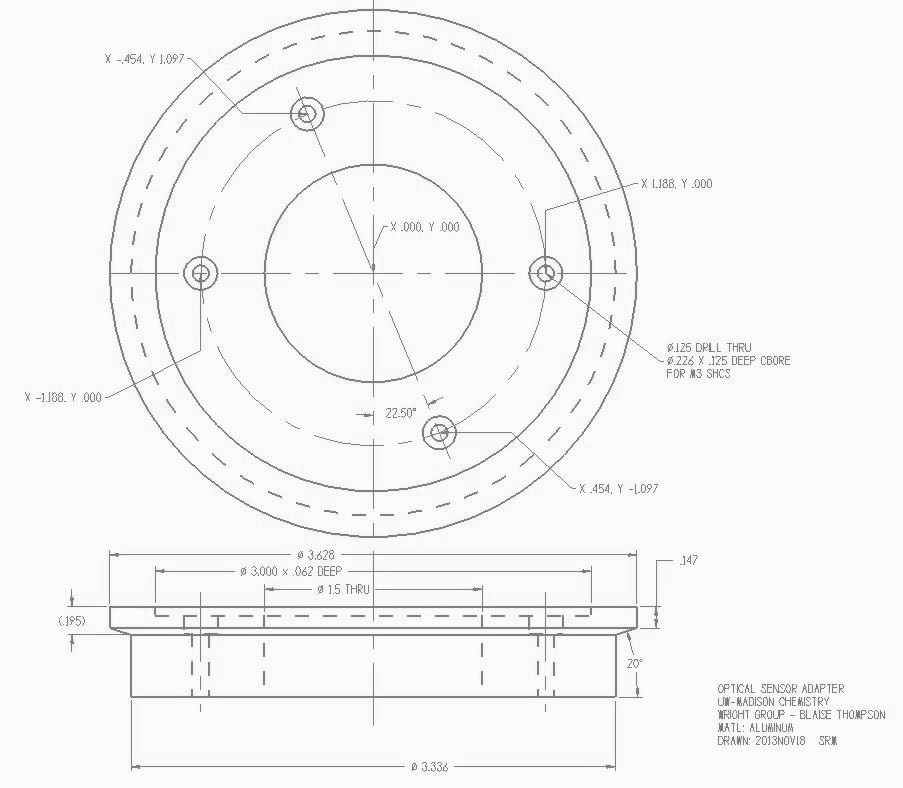 X -.454, Y 1.097
X 1.188, Y .000
X .000, Y .000
Ø.125 DRILL THRU
Ø.226 X .125 DEEP CBORE
FOR M3 SHCS
X -1.188, Y .000
22.50°
X .454, Y -1.097
Ø 3.628
.147
Ø 3.000 x .062 DEEP
Ø 1.5 THRU
(.195)
20°
OPTICAL SENSOR ADAPTER
UW-MADISON CHEMISTRY
WRIGHT GROUP - BLAISE THOMPSON
MATL: ALUMINUM
DRAWN: 2013NOV18 SRM
Ø 3.336